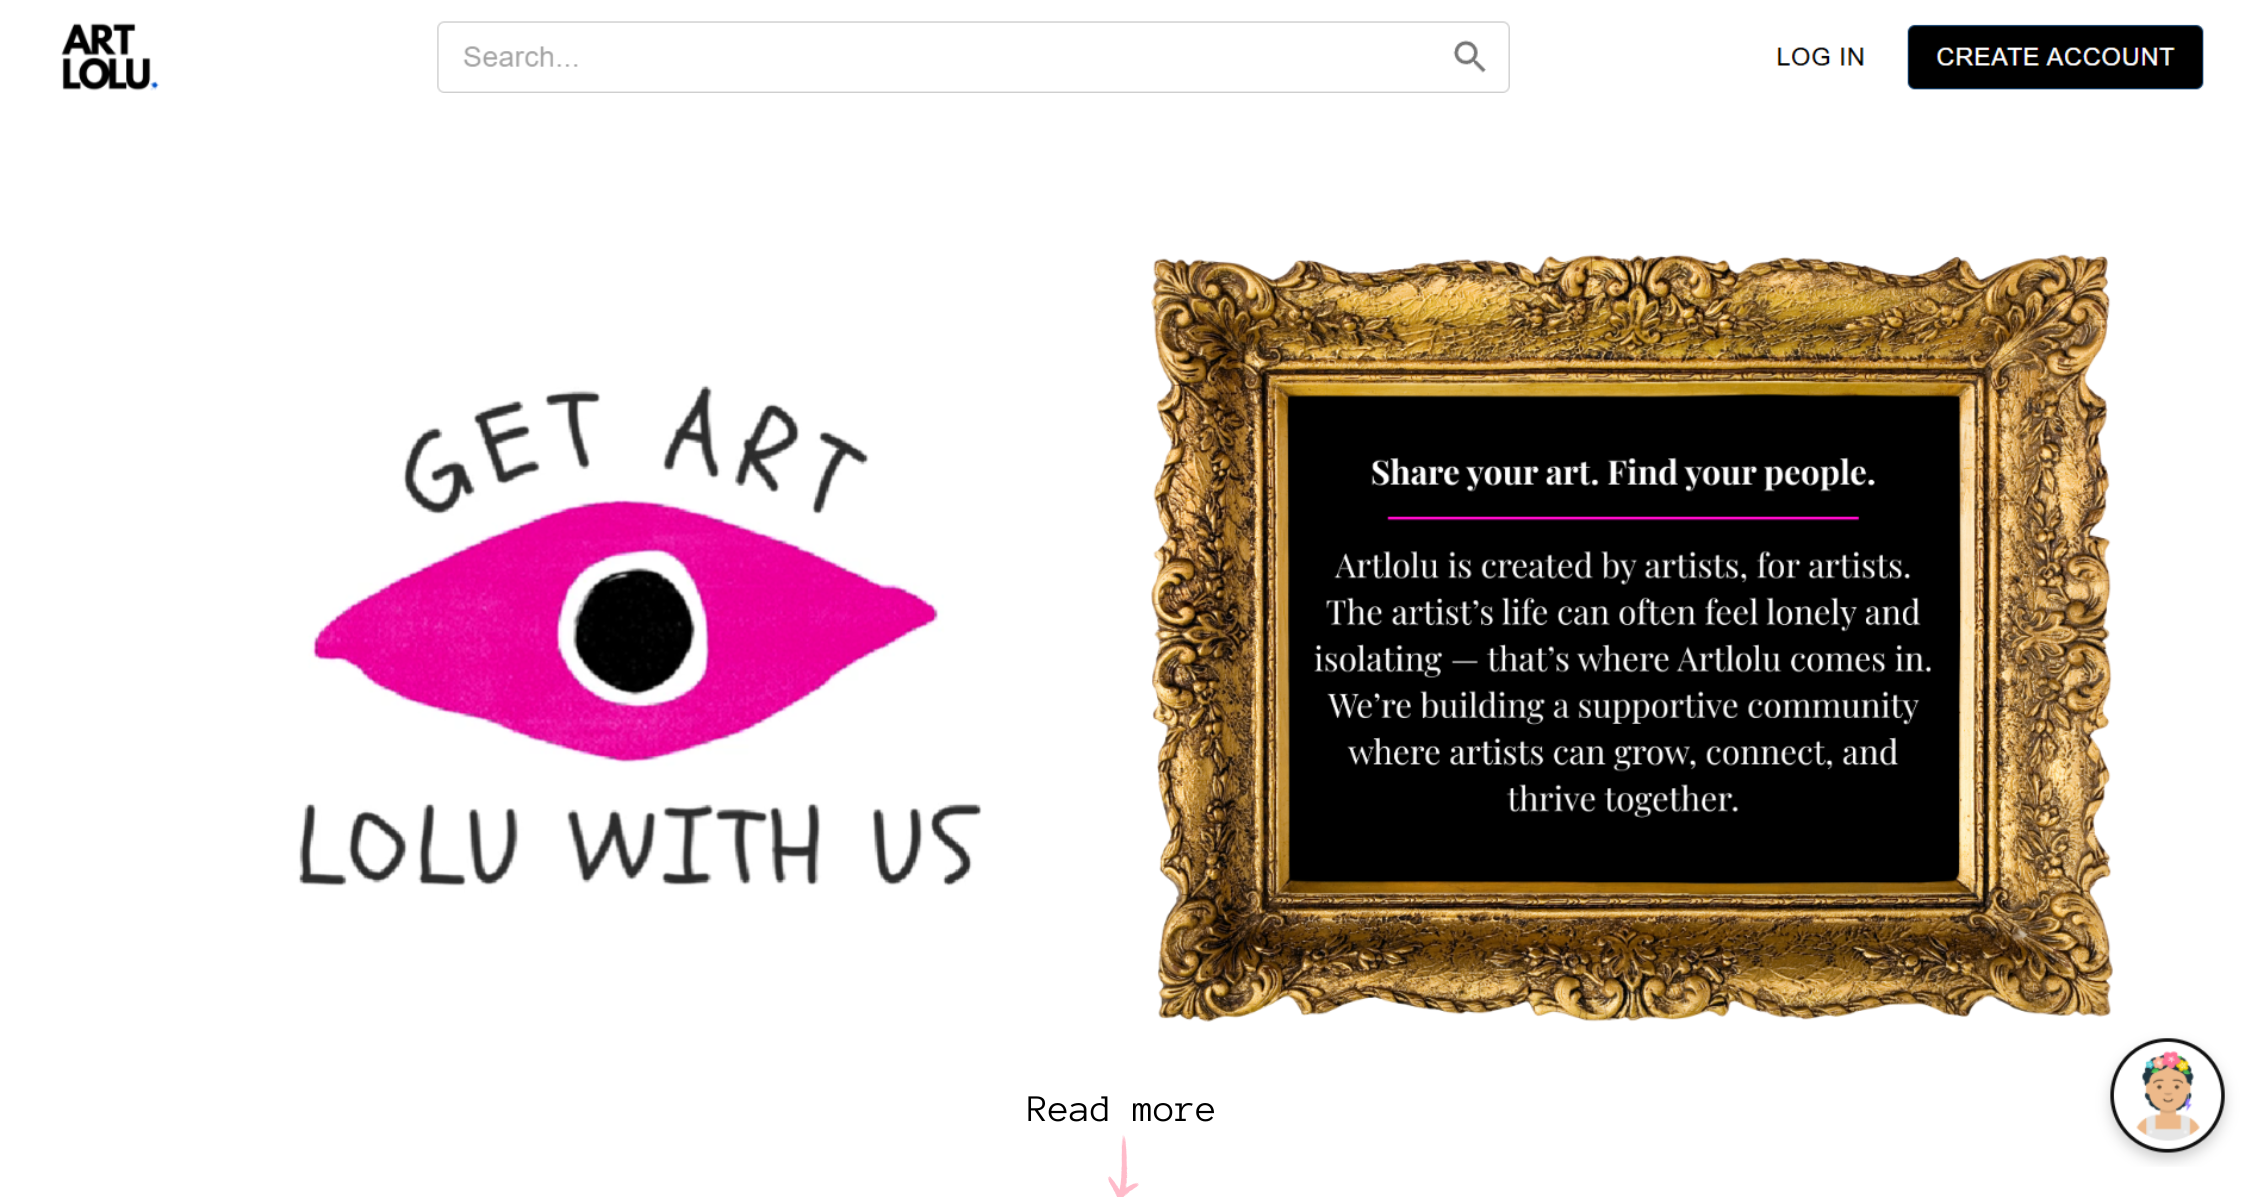 ART
LOLU.
Search...
LOG IN
CREATE ACCOUNT
GET ART
LOLU WITH US
Share your art. Find your people.
Artlolu is created by artists, for artists.
The artist’s life can often feel lonely and
isolating — that’s where Artlolu comes in.
We’re building a supportive community
where artists can grow, connect, and
thrive together.
Read more